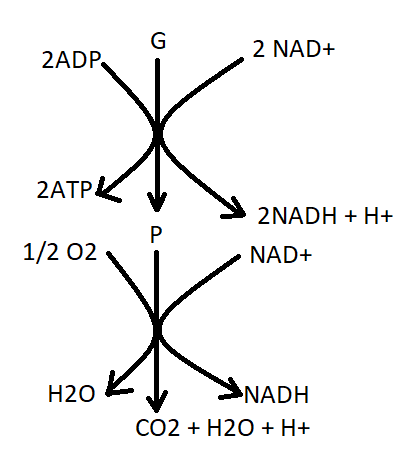 G
2ADP
2 NAD+
2ATP
2NADH + H+
P
1/2 O2
NAD+
H2O
NADH
CO2 + H2O + H+